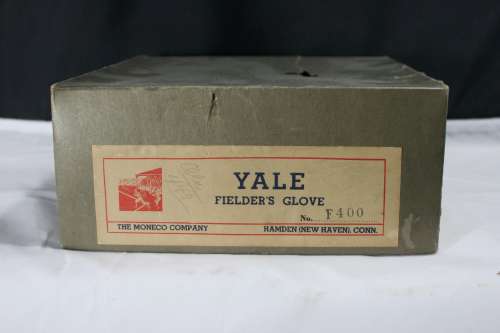 YALE
FIELDER'S GLOVE
No. F400
THE MONECO COMPANY
HAMDEN (NEW HAVEN), CONN.